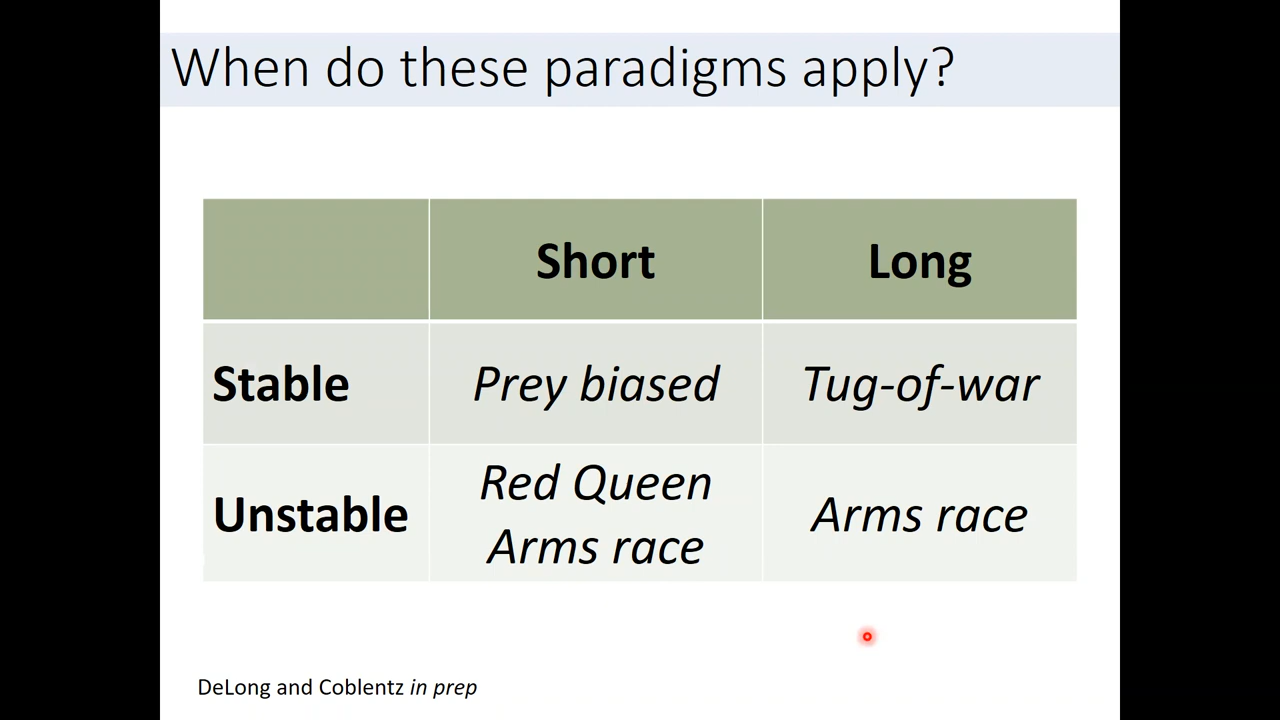 When do these paradigms apply?
Short
Long
Stable
Prey biased
Tug-of-war
Unstable
Red Queen
Arms race
Arms race
DeLong and Coblentz in prep